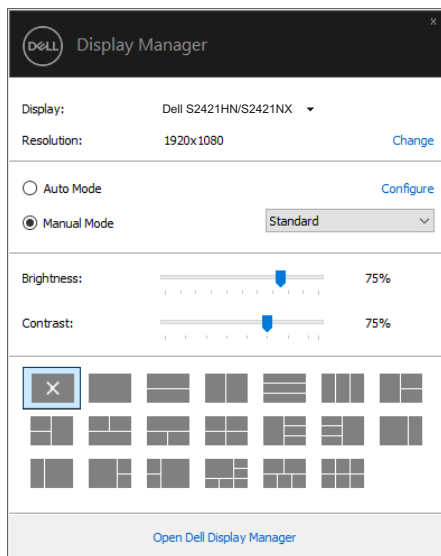 x
DELL Display Manager
Display: Dell S2421HN/S2421NX
Resolution: 1920x1080 Change
Auto Mode Configure
Manual Mode Standard
Brightness: 75%
Contrast: 75%
Open Dell Display Manager